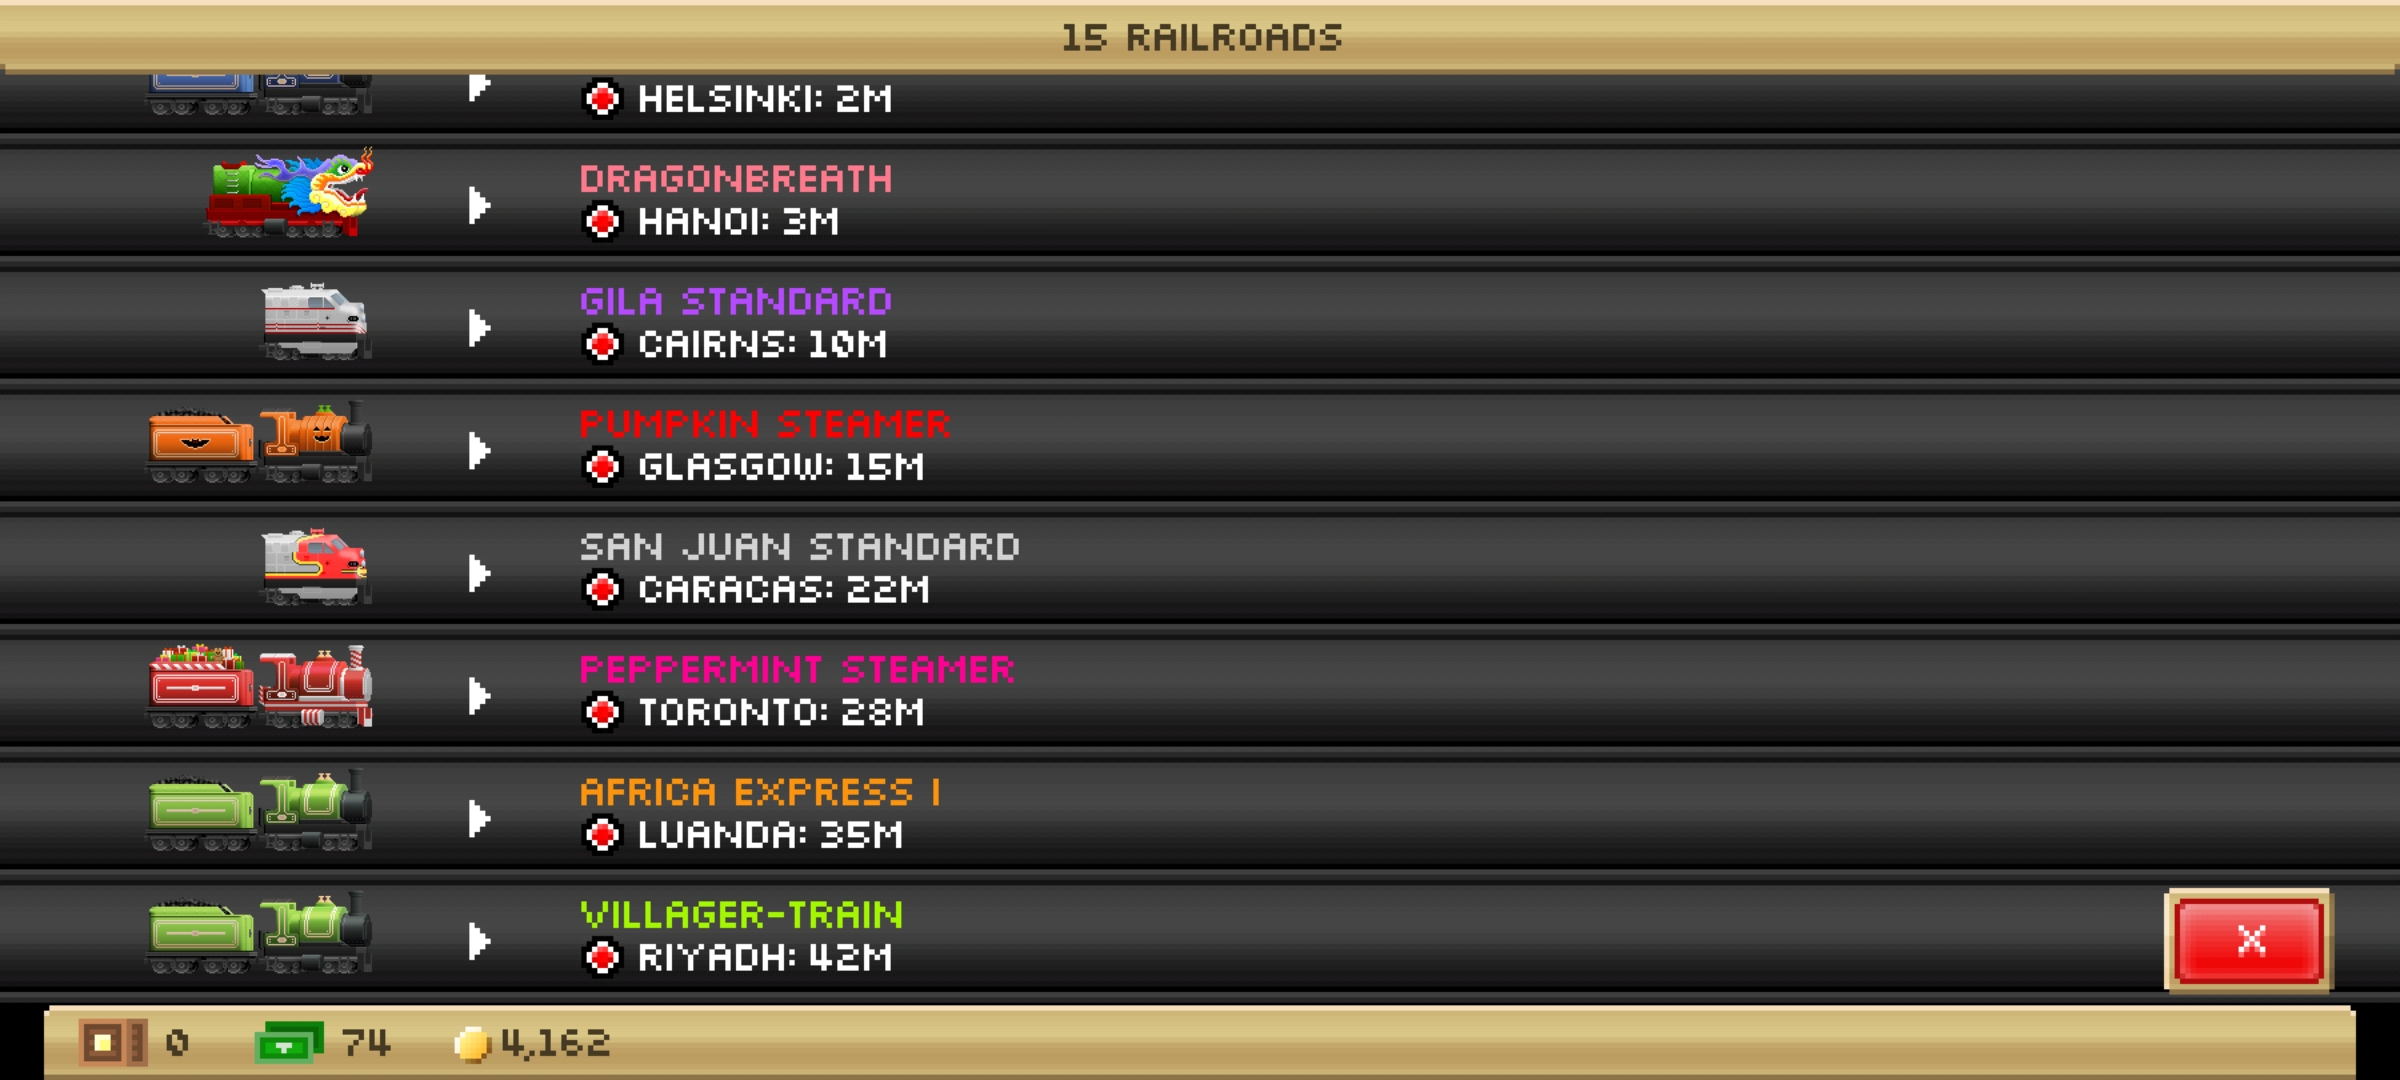 15 RAILROADS
HELSINKI: 2M
DRAGONBREATH
HANOI: 3M
GILA STANDARD
CAIRNS: 10M
PUMPKIN STEAMER
GLASGOW: 15M
SAN JUAN STANDARD
CARACAS: 22M
PEPPERMINT STEAMER
TORONTO: 28M
AFRICA EXPRESS I
LUANDA: 35M
VILLAGER-TRAIN
RIYADH: 42M
X
0 74 4,162